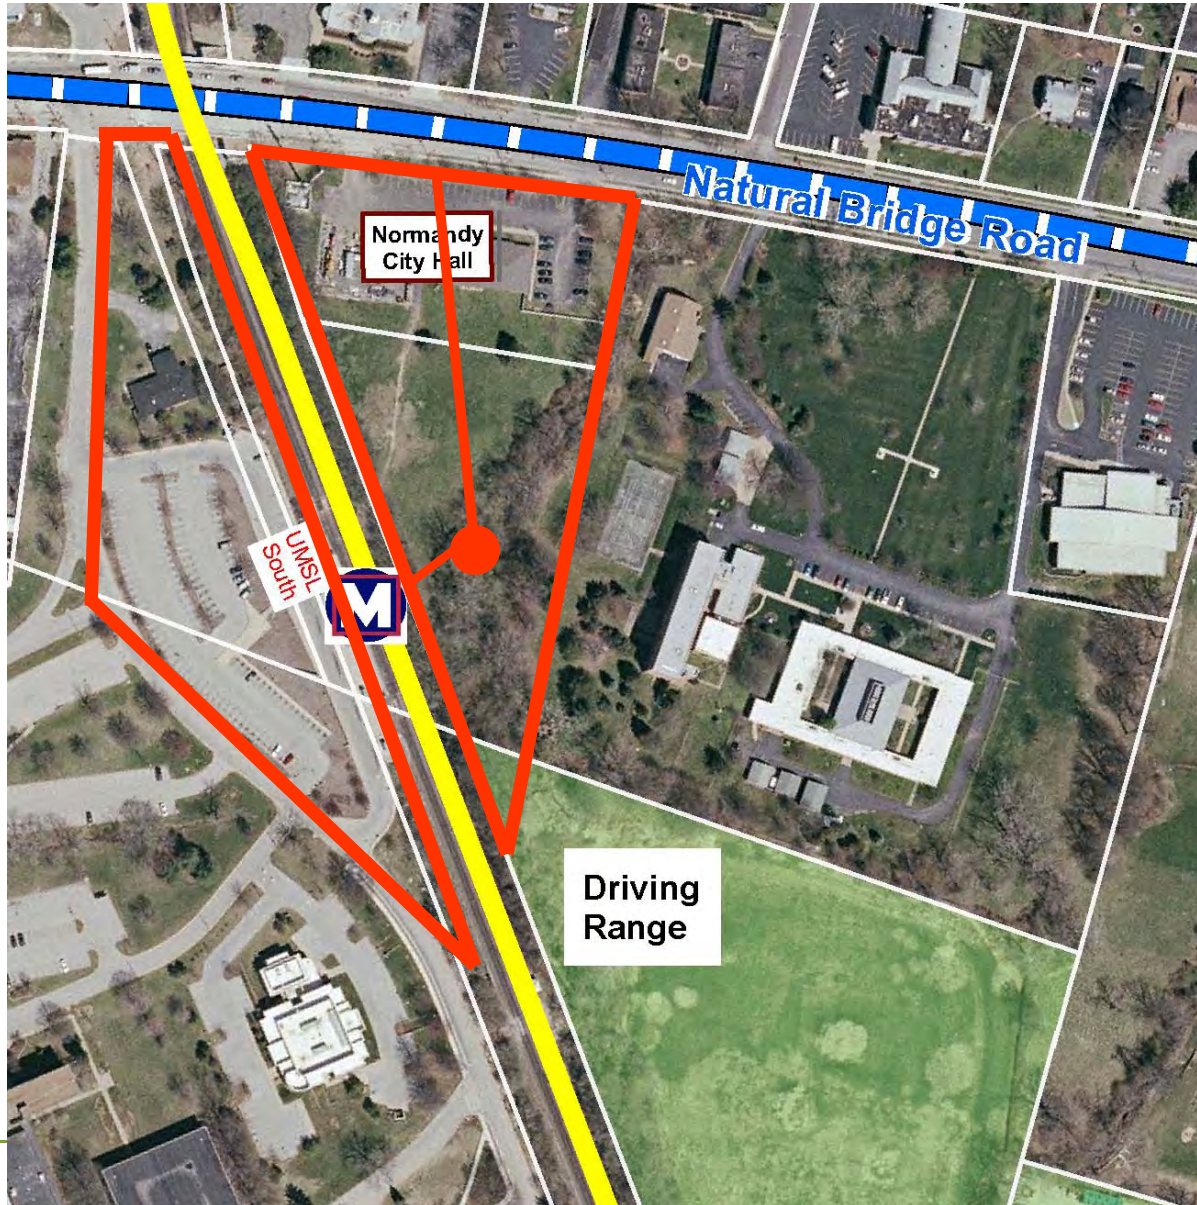 Natural Bridge Road
Normandy
City Hall
UMSL
South
M
Driving
Range